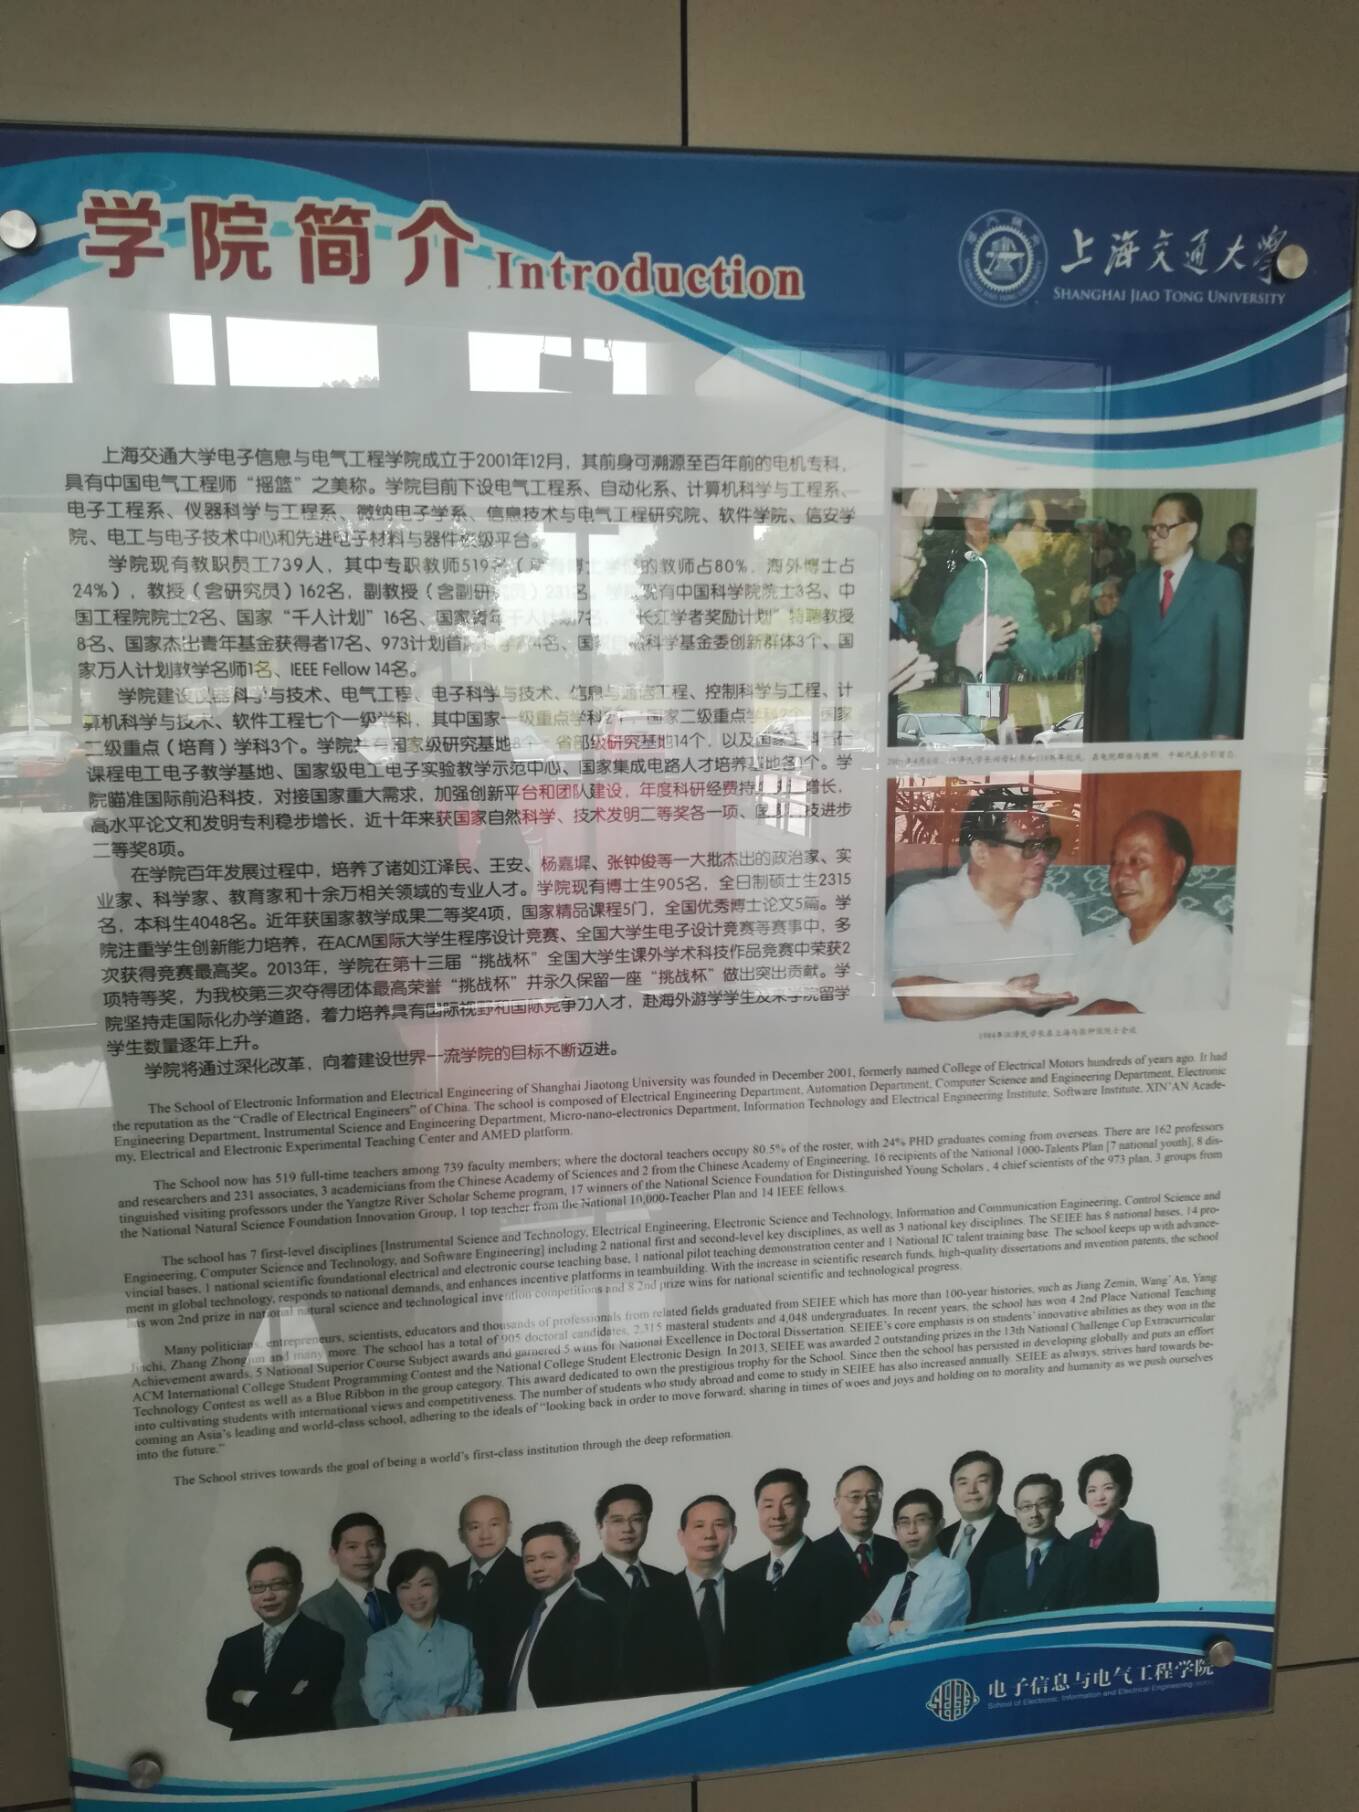 学院简介 Introduction
上海交通大学
SHANGHAI JIAO TONG UNIVERSITY
上海交通大学电子信息与电气工程学院成立于2001年12月，其前身可溯源至百年前的电机专科，
具有中国电气工程师“摇篮”之美称。学院目前下设电气工程系、自动化系、计算机科学与工程系、
电子工程系、仪器科学与工程系、微纳电子学系、信息技术与电气工程研究院、软件学院、信安学
院、电工与电子技术中心和先进电子材料与器件校级平台。
学院现有教职员工739人，其中专职教师519名（的教师占80%，海外博士占
24%），教授（含研究员）162名，副教授（含副研究员）231名。学院现有中国科学院院士3名、中
国工程院院士2名、国家“千人计划”16名、国家青年千人计划7名、“长江学者奖励计划”特聘教授
8名、国家杰出青年基金获得者17名、973计划首席科学家4名、国家自然科学基金委创新群体3个、国
家万人计划教学名师1名、IEEE Fellow 14名。
学院建设仪器科学与技术、电气工程、电子科学与技术、信息与通信工程、控制科学与工程、计
算机科学与技术、软件工程七个一级学科，其中国家一级重点学科2个，国家二级重点学科2个，国家
二级重点（培育）学科3个。学院共有国家级研究基地8个，省部级研究基地14个，以及国家工科
课程电工电子教学基地、国家级电工电子实验教学示范中心、国家集成电路人才培养基地各1个。学
院瞄准国际前沿科技，对接国家重大需求，加强创新平台和团队建设，年度科研经费持增长，
高水平论文和发明专利稳步增长，近十年来获国家自然科学、技术发明二等奖各一项、国家科技进步
二等奖8项。
在学院百年发展过程中，培养了诸如江泽民、王安、杨嘉墀、张钟俊等一大批杰出的政治家、实
业家、科学家、教育家和十余万相关领域的专业人才。学院现有博士生905名，全日制硕士生2315
名，本科生4048名。近年获国家教学成果二等奖4项，国家精品课程5门，全国优秀博士论文5篇。学
院注重学生创新能力培养，在ACM国际大学生程序设计竞赛、全国大学生电子设计竞赛等赛事中，多
次获得竞赛最高奖。2013年，学院在第十三届“挑战杯”全国大学生课外学术科技作品竞赛中荣获2
项特等奖，为我校第三次夺得团体最高荣誉“挑战杯”并永久保留一座“挑战杯”做出突出贡献。学
院坚持走国际化办学道路，着力培养具有国际视野和国际竞争力人才，赴海外游学学生及来学院留学
学生数量逐年上升。
学院将通过深化改革，向着建设世界一流学院的目标不断迈进。
1984年江泽民学长在上海与张钟俊院士会谈
The School of Electronic Information and Electrical Engineering of Shanghai Jiaotong University was founded in December 2001, formerly named College of Electrical Motors hundreds of years ago. It had
the reputation as the “Cradle of Electrical Engineers” of China. The school is composed of Electrical Engineering Department, Automation Department, Computer Science and Engineering Department, Electronic
Engineering Department, Instrumental Science and Engineering Department, Micro-nano-electronics Department, Information Technology and Electrical Engineering Institute, Software Institute, XIN’AN Acade-
my, Electrical and Electronic Experimental Teaching Center and AMED platform.
The School now has 519 full-time teachers among 739 faculty members; where the doctoral teachers occupy 80.5% of the roster, with 24% PHD graduates coming from overseas. There are 162 professors
and researchers and 231 associates, 3 academicians from the Chinese Academy of Sciences and 2 from the Chinese Academy of Engineering, 16 recipients of the National 1000-Talents Plan [7 national youth], 8 dis-
tinguished visiting professors under the Yangtze River Scholar Scheme program, 17 winners of the National Science Foundation for Distinguished Young Scholars , 4 chief scientists of the 973 plan, 3 groups from
the National Natural Science Foundation Innovation Group, 1 top teacher from the National 10,000-Teacher Plan and 14 IEEE fellows.
The school has 7 first-level disciplines [Instrumental Science and Technology, Electrical Engineering, Electronic Science and Technology, Information and Communication Engineering, Control Science and
Engineering, Computer Science and Technology, and Software Engineering] including 2 national first and second-level key disciplines, as well as 3 national key disciplines. The SEIEE has 8 national bases, 14 pro-
vincial bases, 1 national scientific foundational electrical and electronic course teaching base, 1 national pilot teaching demonstration center and 1 National IC talent training base. The school keeps up with advance-
ment in global technology, responds to national demands, and enhances incentive platforms in teambuilding. With the increase in scientific research funds, high-quality dissertations and invention patents, the school
has won 2nd prize in national natural science and technological invention competitions and 8 2nd prize wins for national scientific and technological progress.
Many politicians, entrepreneurs, scientists, educators and thousands of professionals from related fields graduated from SEIEE which has more than 100-year histories, such as Jiang Zemin, Wang’ An, Yang
Jiachi, Zhang Zhongjun and many more. The school has a total of 905 doctoral candidates, 2,315 masteral students and 4,048 undergraduates. In recent years, the school has won 4 2nd Place National Teaching
Achievement awards, 5 National Superior Course Subject awards and garnered 5 wins for National Excellence in Doctoral Dissertation. SEIEE’s core emphasis is on students’ innovative abilities as they won in the
ACM International College Student Programming Contest and the National College Student Electronic Design. In 2013, SEIEE was awarded 2 outstanding prizes in the 13th National Challenge Cup Extracurricular
Technology Contest as well as a Blue Ribbon in the group category. This award dedicated to own the prestigious trophy for the School. Since then the school has persisted in developing globally and puts an effort
into cultivating students with international views and competitiveness. The number of students who study abroad and come to study in SEIEE has also increased annually. SEIEE as always, strives hard towards be-
coming an Asia’s leading and world-class school, adhering to the ideals of “looking back in order to move forward; sharing in times of woes and joys and holding on to morality and humanity as we push ourselves
into the future.”
The School strives towards the goal of being a world’s first-class institution through the deep reformation.
电子信息与电气工程学院
School of Electronic, Information and Electrical Engineering